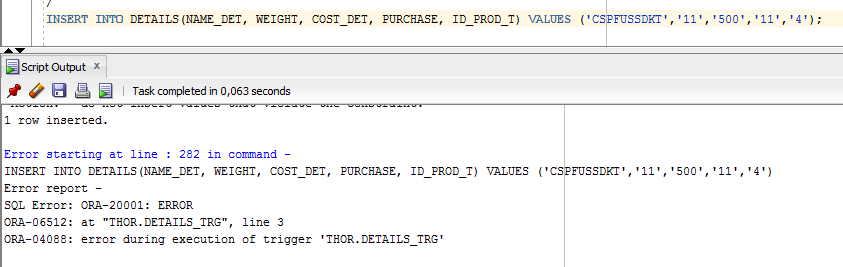 /
INSERT INTO DETAILS(NAME_DET, WEIGHT, COST_DET, PURCHASE, ID_PROD_T) VALUES ('CSPFUSSDKT','11','500','11','4');
Script Output x
Task completed in 0,063 seconds
1 row inserted.
Error starting at line : 282 in command -
INSERT INTO DETAILS(NAME_DET, WEIGHT, COST_DET, PURCHASE, ID_PROD_T) VALUES ('CSPFUSSDKT','11','500','11','4')
Error report -
SQL Error: ORA-20001: ERROR
ORA-06512: at "THOR.DETAILS_TRG", line 3
ORA-04088: error during execution of trigger 'THOR.DETAILS_TRG'